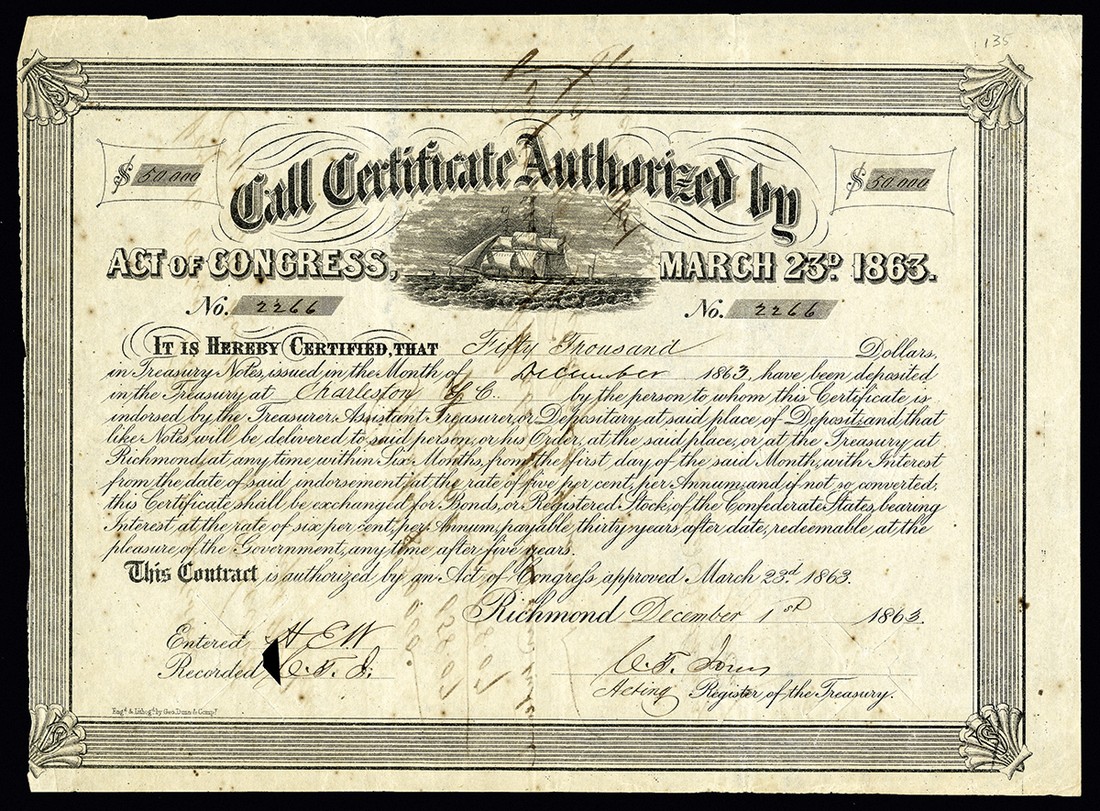 135
$ 50.000
$ 50.000
Call Certificate Authorized by
ACT OF CONGRESS, MARCH 23D. 1863.
No. 2266
No. 2266
IT IS HEREBY CERTIFIED, THAT Fifty Thousand Dollars,
in Treasury Notes, issued in the Month of December 1863, have been deposited
in the Treasury at Charleston S.C. by the person to whom this Certificate is
indorsed by the Treasurer, Assistant Treasurer, or Depositary at said place of Deposit; and that
like Notes will be delivered to said person, or his Order, at the said place, or at the Treasury at
Richmond, at any time within Six Months, from the first day of the said Month, with Interest
from the date of said indorsement, at the rate of five per cent, per Annum; and if not so converted,
this Certificate shall be exchanged for Bonds, or Registered Stock, of the Confederate States, bearing
Interest at the rate of six per cent, per Annum, payable thirty years after date, redeemable at the
pleasure of the Government, any time after five years.
This Contract is authorized by an Act of Congress approved March 23d 1863.
Richmond December 1st 1863.
Entered H E W
Recorded C. T. J.
C. T. Jones
Acting Register of the Treasury.
Engd. & Lithogd. by Geo. Dunn & Compy.